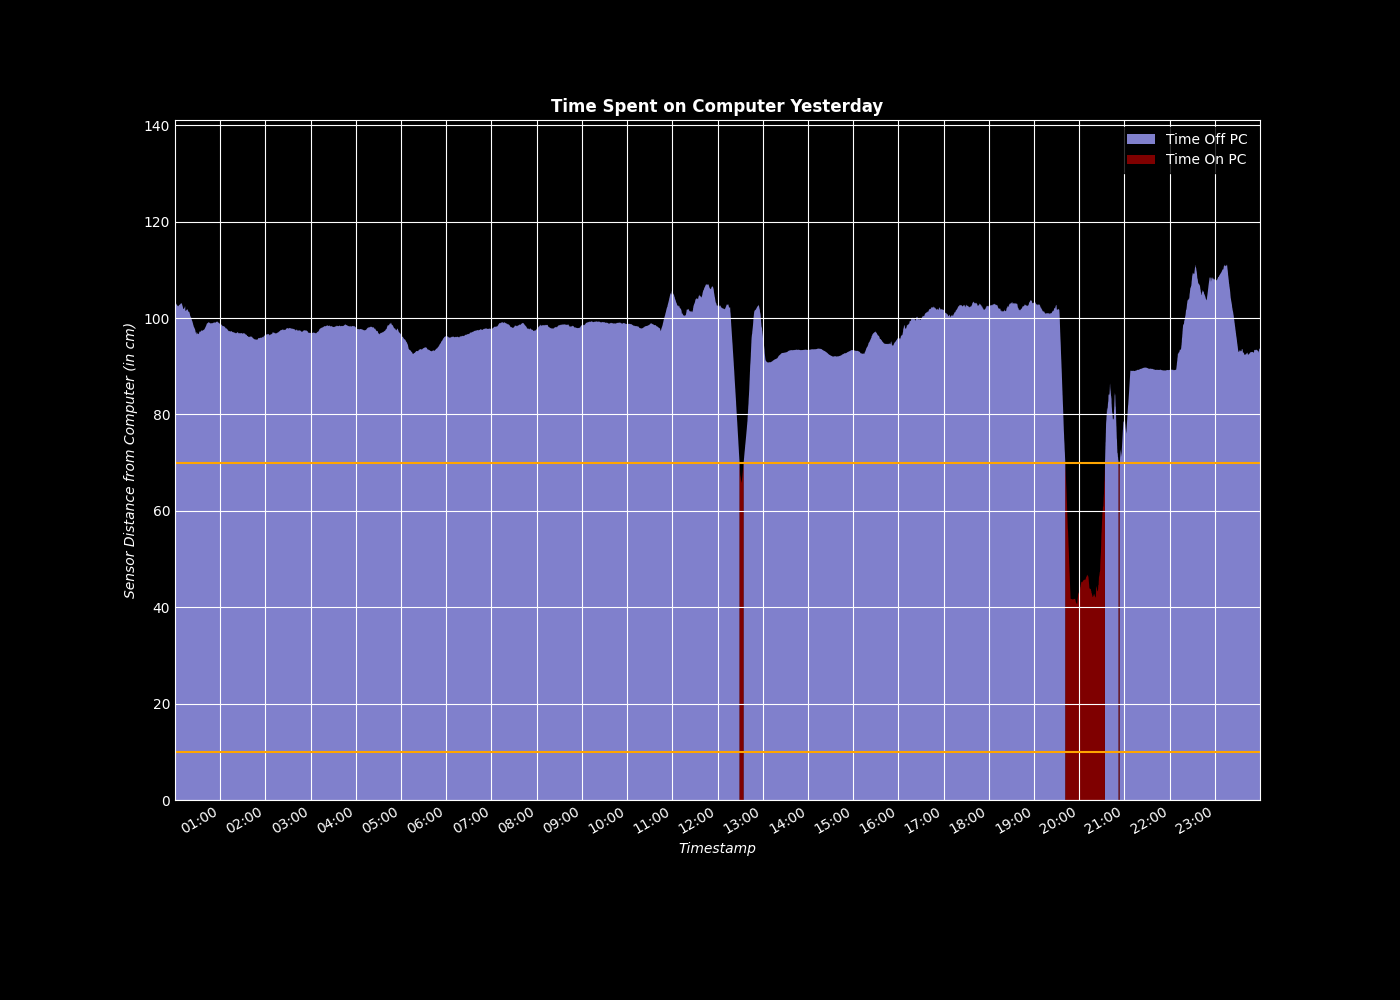 Time Spent on Computer Yesterday
Time Off PC
Time On PC
140
120
100
80
60
40
20
0
Sensor Distance from Computer (in cm)
01:00 02:00 03:00 04:00 05:00 06:00 07:00 08:00 09:00 10:00 11:00 12:00 13:00 14:00 15:00 16:00 17:00 18:00 19:00 20:00 21:00 22:00 23:00
Timestamp